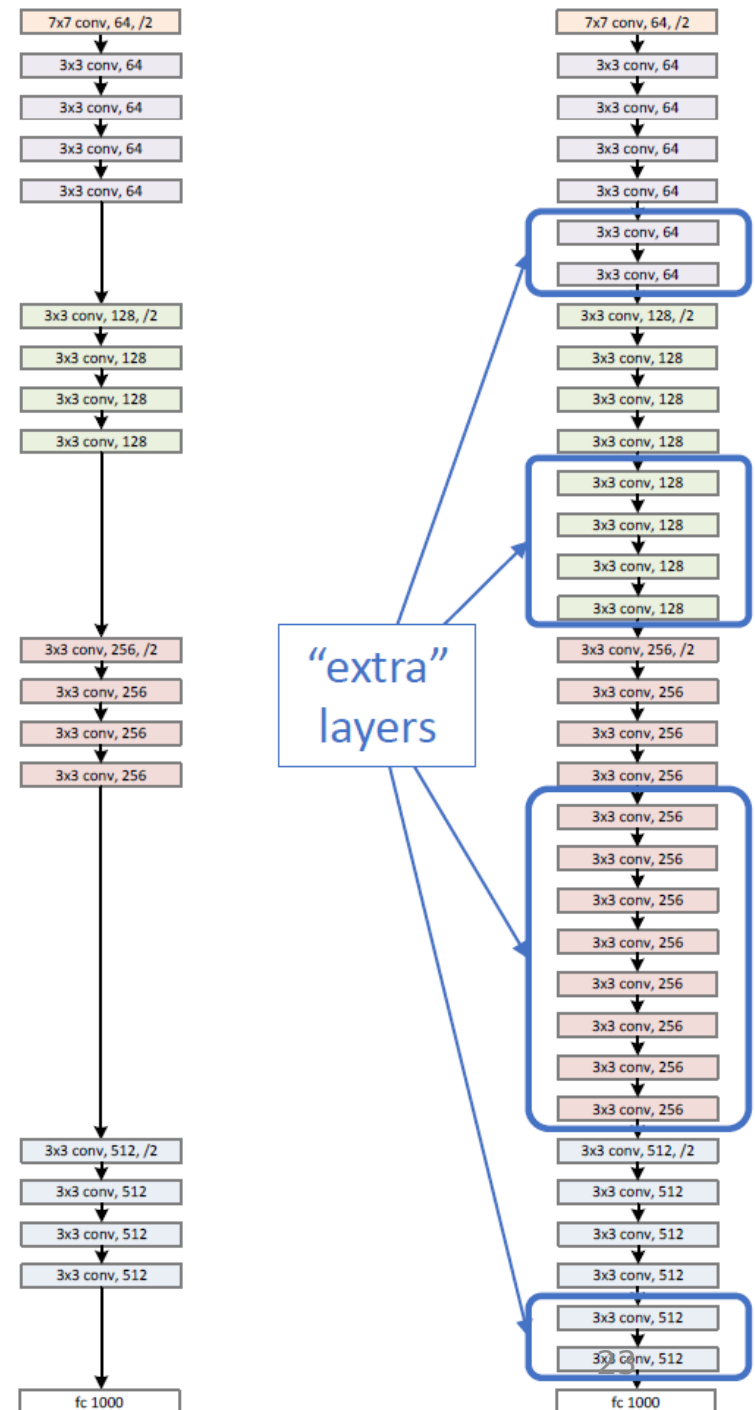 7x7 conv, 64, /2
3x3 conv, 64
3x3 conv, 64
3x3 conv, 64
3x3 conv, 64
3x3 conv, 128, /2
3x3 conv, 128
3x3 conv, 128
3x3 conv, 128
3x3 conv, 256, /2
3x3 conv, 256
3x3 conv, 256
3x3 conv, 256
3x3 conv, 512, /2
3x3 conv, 512
3x3 conv, 512
3x3 conv, 512
fc 1000
“extra”
layers
7x7 conv, 64, /2
3x3 conv, 64
3x3 conv, 64
3x3 conv, 64
3x3 conv, 64
3x3 conv, 64
3x3 conv, 64
3x3 conv, 128, /2
3x3 conv, 128
3x3 conv, 128
3x3 conv, 128
3x3 conv, 128
3x3 conv, 128
3x3 conv, 128
3x3 conv, 128
3x3 conv, 256, /2
3x3 conv, 256
3x3 conv, 256
3x3 conv, 256
3x3 conv, 256
3x3 conv, 256
3x3 conv, 256
3x3 conv, 256
3x3 conv, 256
3x3 conv, 256
3x3 conv, 256
3x3 conv, 256
3x3 conv, 512, /2
3x3 conv, 512
3x3 conv, 512
3x3 conv, 512
3x3 conv, 512
3x3 conv, 512
23
fc 1000